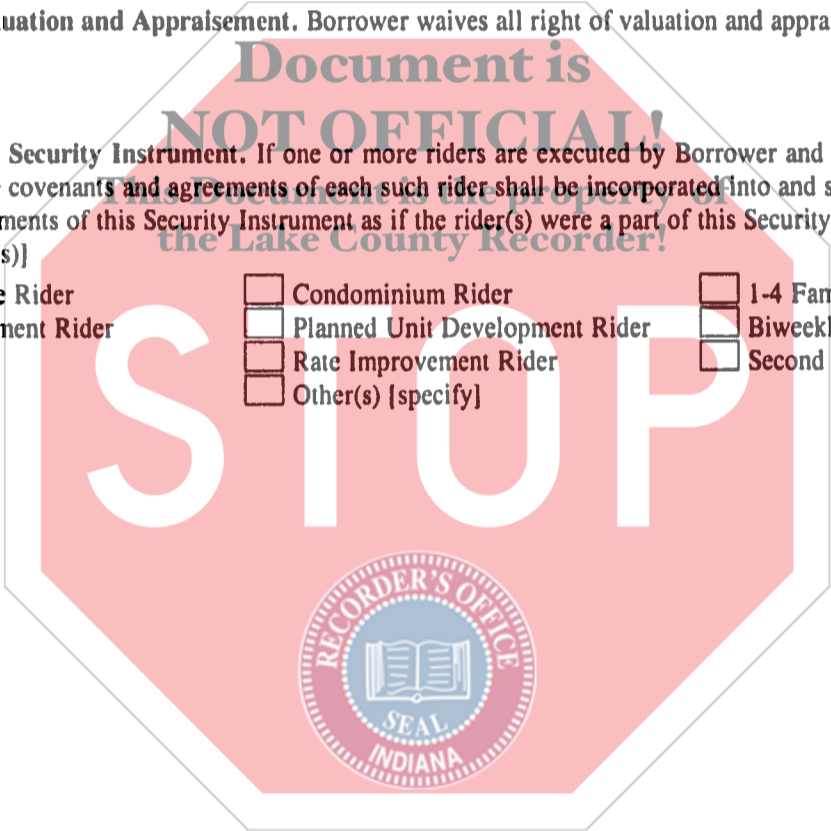 uation and Appraisement. Borrower waives all right of valuation and appra
Document is
NOT OFFICIAL!
Security Instrument. If one or more riders are executed by Borrower and
covenants and agreements of each such rider shall be incorporated into and s
This Document is the property of
ments of this Security Instrument as if the rider(s) were a part of this Security
the Lake County Recorder!
s)]
e Rider
Condominium Rider
1-4 Fam
ment Rider
Planned Unit Development Rider
Biweekl
Rate Improvement Rider
Second
Other(s) [specify]
STOP
RECORDER'S OFFICE
SEAL
INDIANA